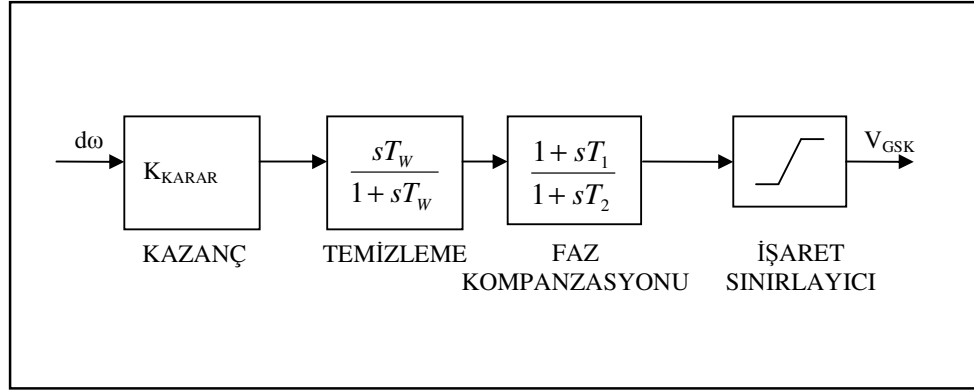 dω
K_KARAR
sT_W
1 + sT_W
1 + sT_1
1 + sT_2
V_GSK
KAZANÇ
TEMİZLEME
FAZ
KOMPANZASYONU
İŞARET
SINIRLAYICI